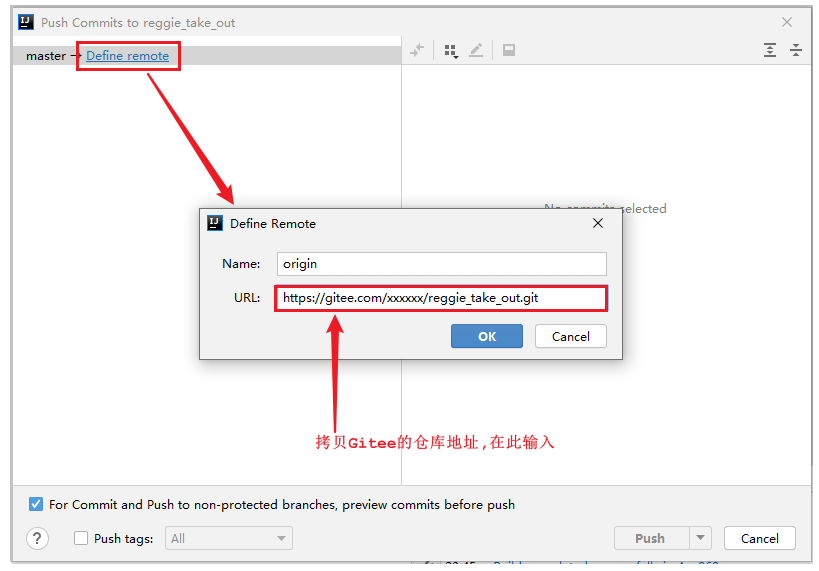 Push Commits to reggie_take_out
master → Define remote
No commits selected
Define Remote
Name: origin
URL: https://gitee.com/xxxxxx/reggie_take_out.git
OK Cancel
拷贝Gitee的仓库地址,在此输入
For Commit and Push to non-protected branches, preview commits before push
? Push tags: All Push Cancel